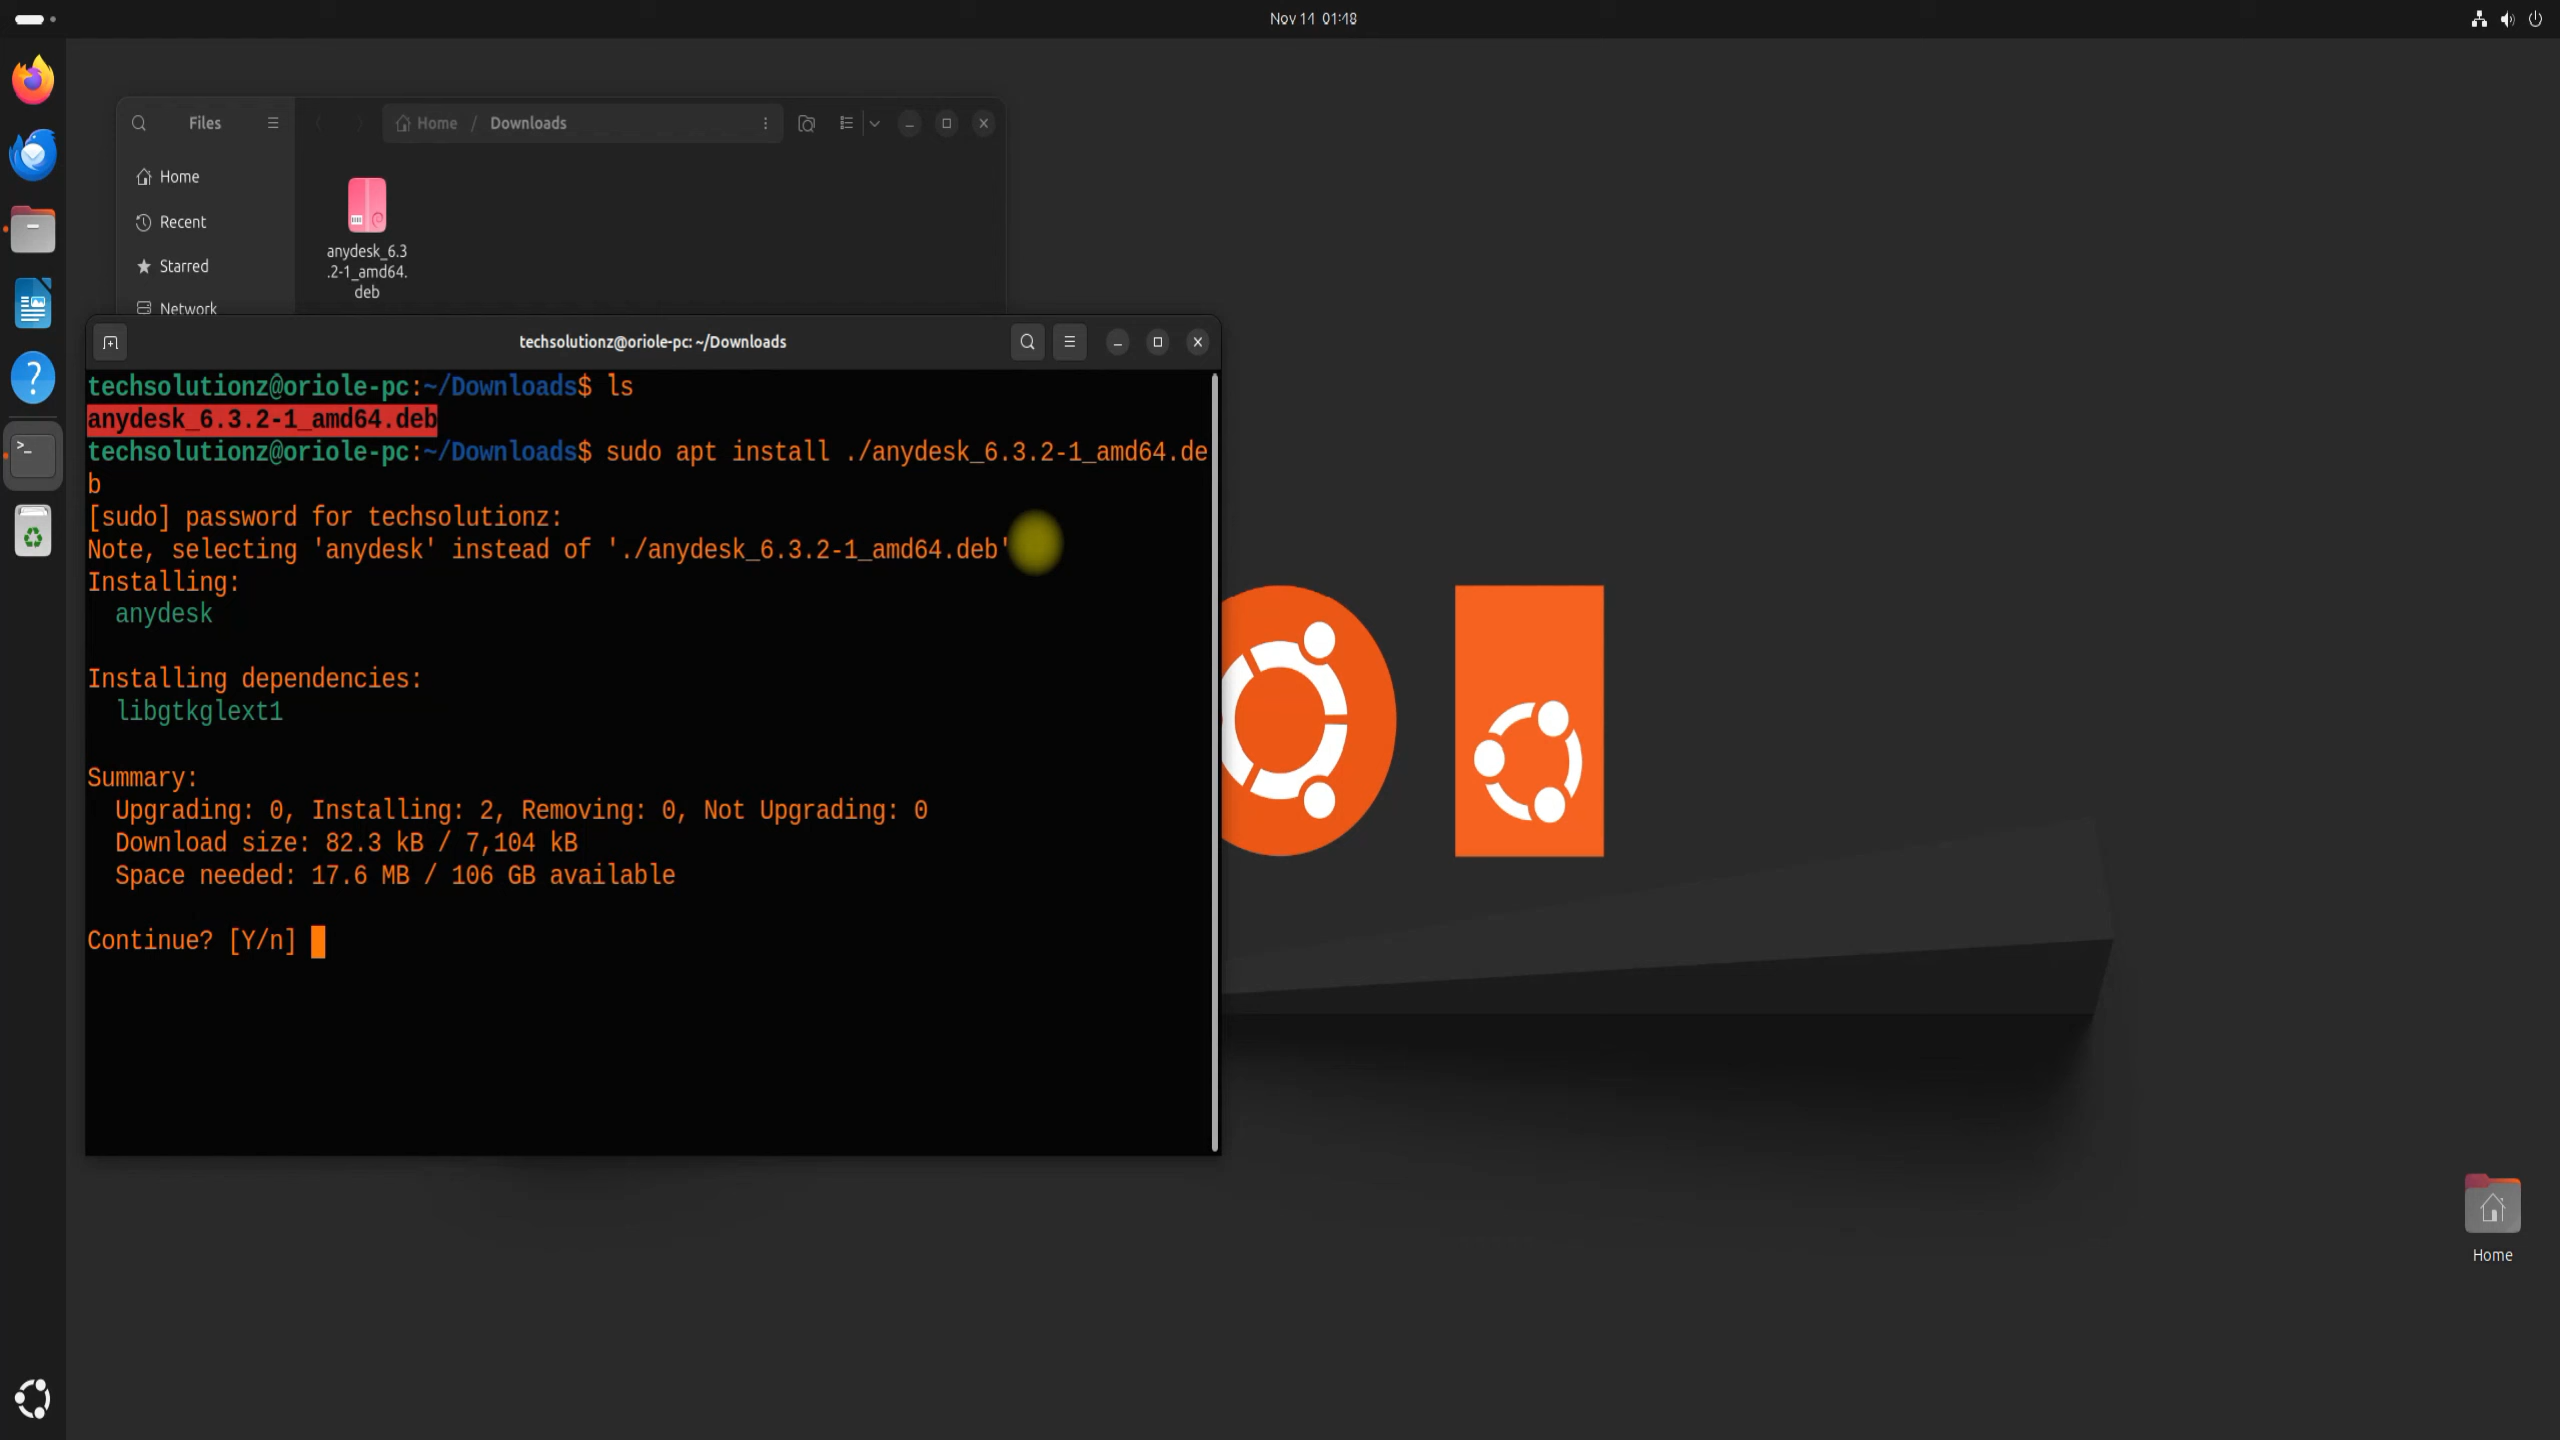 Nov 14 01:48
Files
Home / Downloads
Home
Recent
Starred
Network
anydesk_6.3
.2-1_amd64.
deb
techsolutionz@oriole-pc: ~/Downloads
techsolutionz@oriole-pc:~/Downloads$ ls
anydesk_6.3.2-1_amd64.deb
techsolutionz@oriole-pc:~/Downloads$ sudo apt install ./anydesk_6.3.2-1_amd64.de
b
[sudo] password for techsolutionz:
Note, selecting 'anydesk' instead of './anydesk_6.3.2-1_amd64.deb'
Installing:
anydesk
Installing dependencies:
libgtkglext1
Summary:
Upgrading: 0, Installing: 2, Removing: 0, Not Upgrading: 0
Download size: 82.3 kB / 7,104 kB
Space needed: 17.6 MB / 106 GB available
Continue? [Y/n]
Home